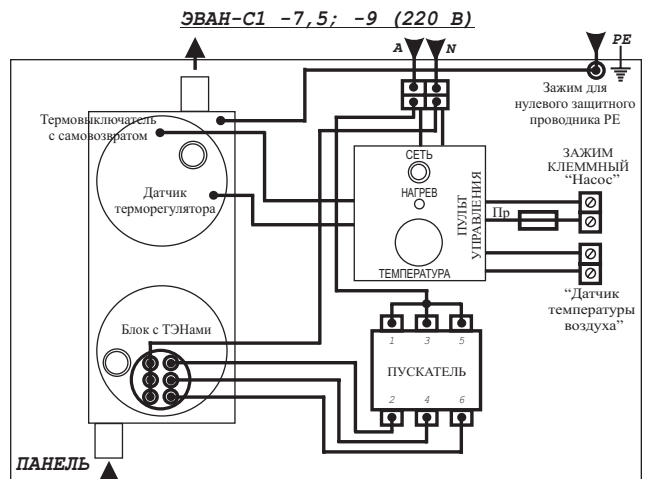 ЭВАН-С1 -7,5; -9 (220 В)
A N PE
Зажим для
нулевого защитного
проводника PE
Термовыключатель
с самовозвратом
Датчик
терморегулятора
СЕТЬ
НАГРЕВ
ТЕМПЕРАТУРА
ПУЛЬТ
УПРАВЛЕНИЯ
ЗАЖИМ
КЛЕММНЫЙ
“Насос”
Пр
“Датчик
температуры
воздуха”
Блок с ТЭНами
1 3 5
ПУСКАТЕЛЬ
2 4 6
ПАНЕЛЬ